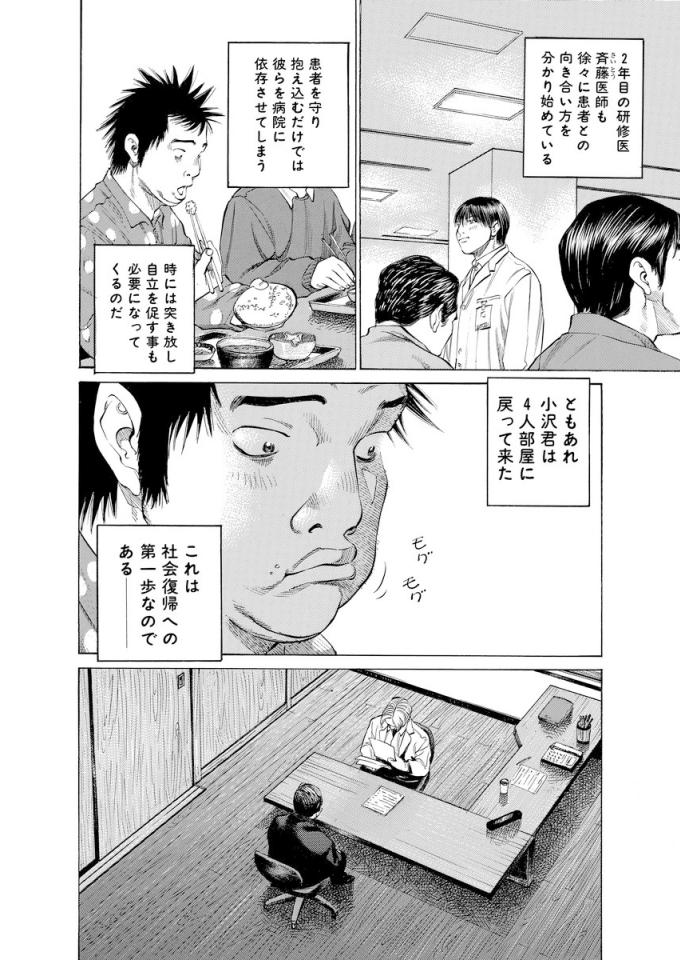 2年目の研修医
斉藤医師も
さいとう
徐々に患者との
向き合い方を
分かり始めている
患者を守り
抱え込むだけでは
彼らを病院に
依存させてしまう
時には突き放し
自立を促す事も
必要になって
くるのだ
ともあれ
小沢君は
4人部屋に
戻って来た
モグ
モグ
これは
社会復帰への
第一歩なので
ある───